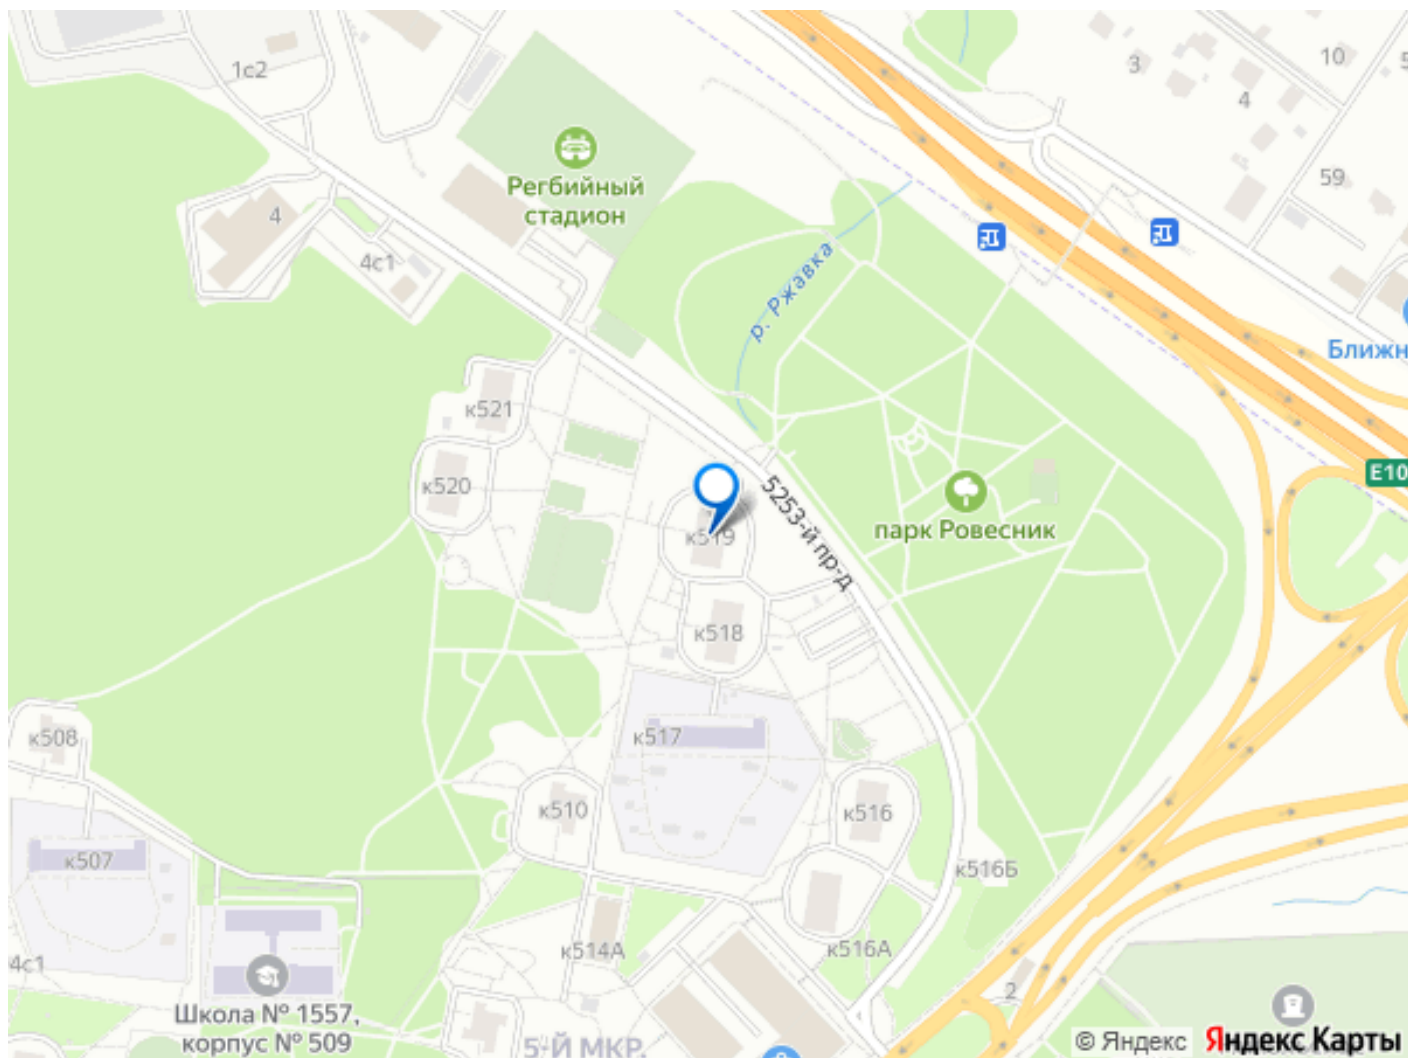 1с2
3
10
4
59
Регбийный
стадион
4
4с1
р. Ржавка
Ближн
к521
к520
E10
5253-й пр-д
парк Ровесник
к519
к518
к517
к508
к510
к516
к507
к516Б
к514А
к516А
4с1
2
Школа № 1557,
корпус № 509
5-Й МКР.
© Яндекс
Яндекс Карты